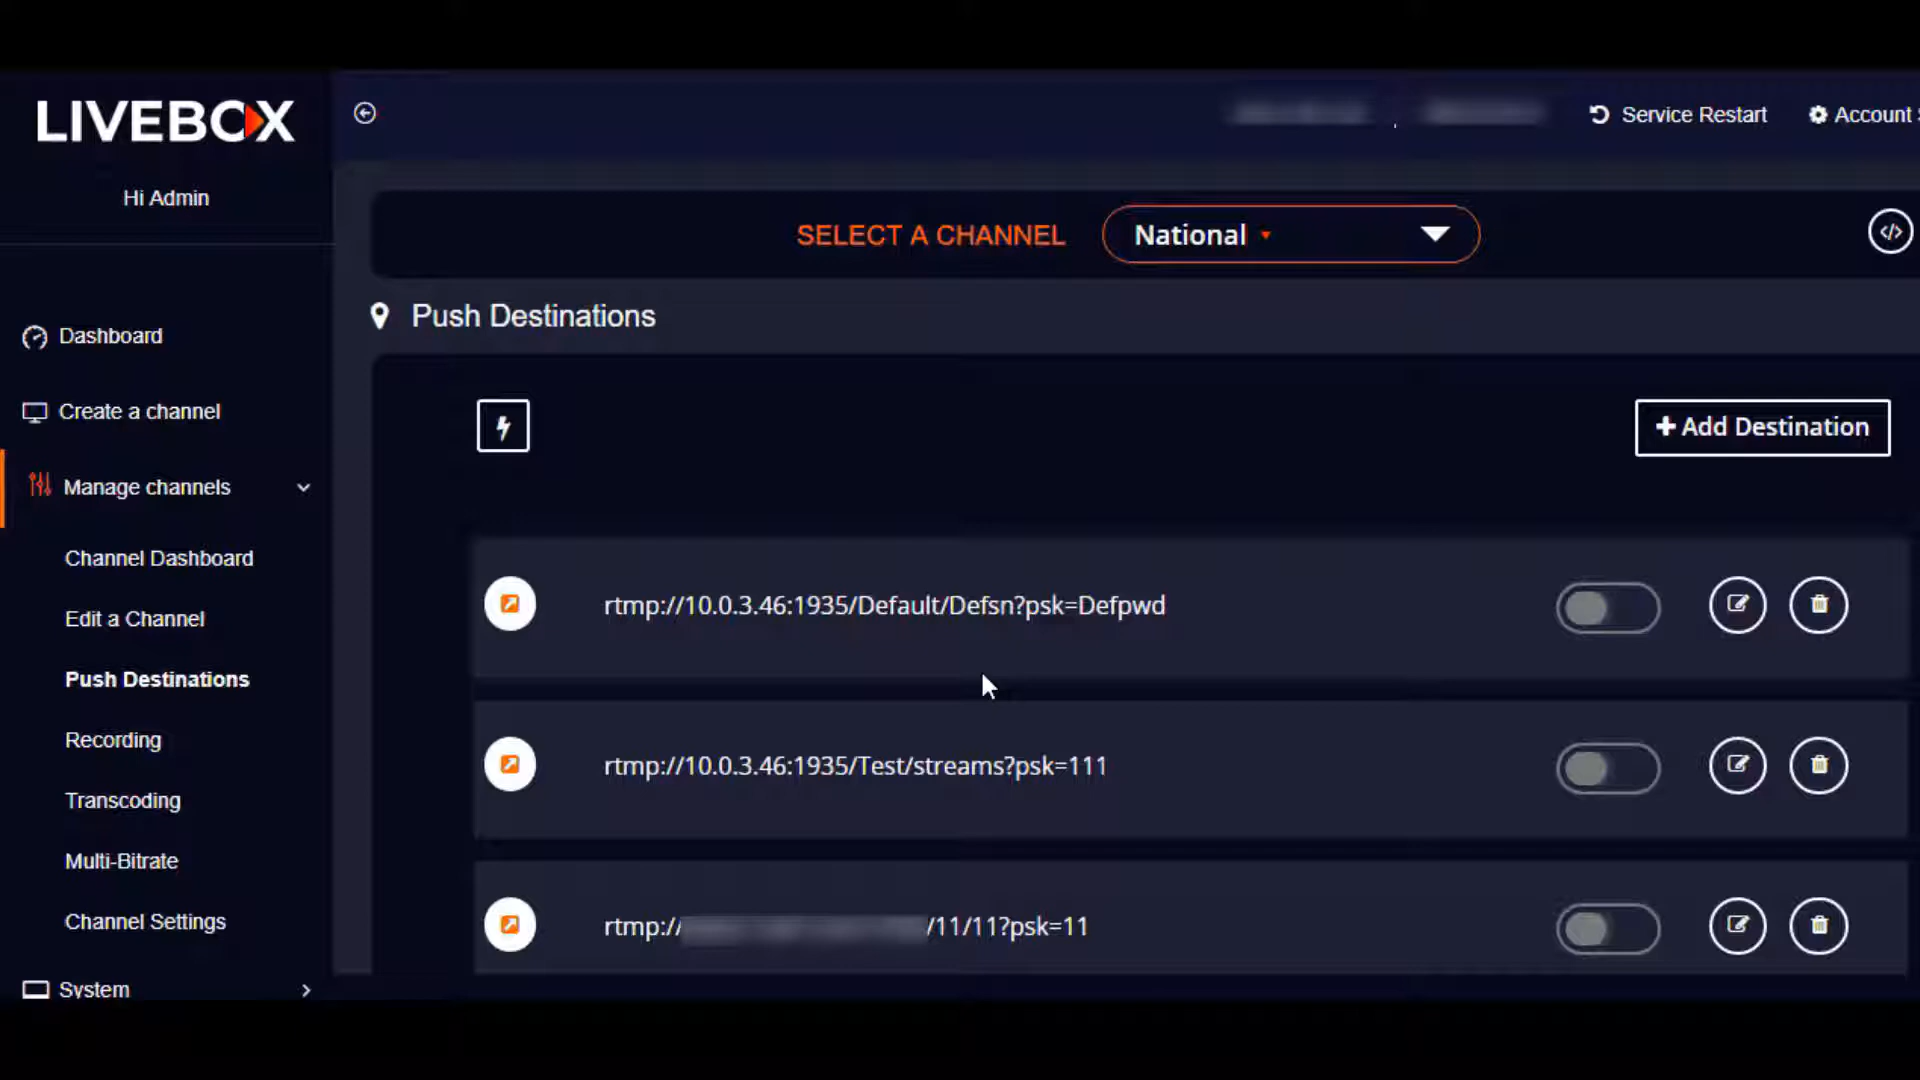 LIVEBOX
Service Restart
Account
Hi Admin
SELECT A CHANNEL
National
Push Destinations
Dashboard
Create a channel
Add Destination
Manage channels
Channel Dashboard
rtmp://10.0.3.46:1935/Default/Defsn?psk=Defpwd
Edit a Channel
Push Destinations
Recording
rtmp://10.0.3.46:1935/Test/streams?psk=111
Transcoding
Multi-Bitrate
Channel Settings
rtmp:// /11/11?psk=11
System